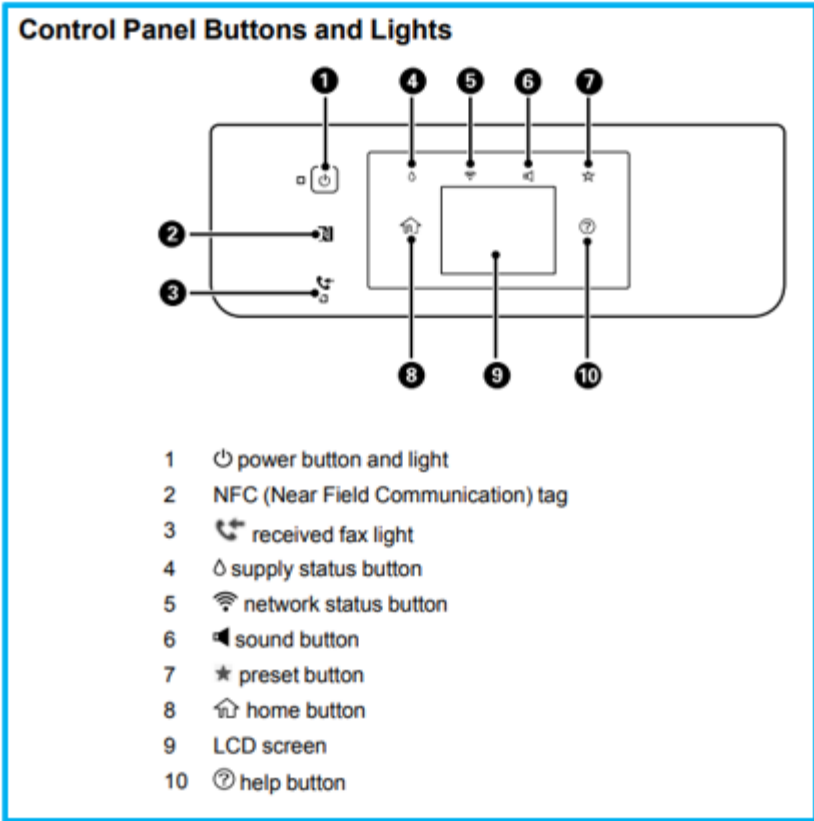 Control Panel Buttons and Lights
1
4 5 6 7
2
3
8 9 10
1 power button and light
2 NFC (Near Field Communication) tag
3 received fax light
4 supply status button
5 network status button
6 sound button
7 preset button
8 home button
9 LCD screen
10 help button